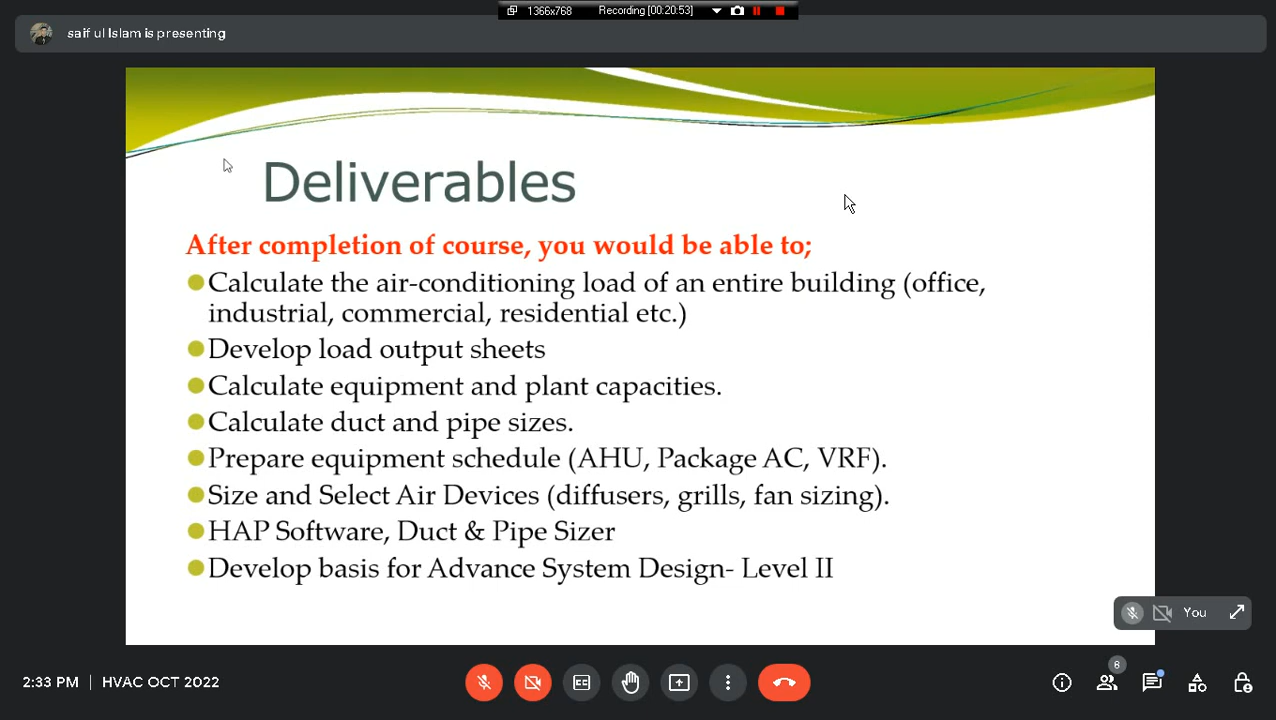 1366x768 Recording [00:20:53]
saif ul Islam is presenting
Deliverables
After completion of course, you would be able to;
Calculate the air-conditioning load of an entire building (office,
industrial, commercial, residential etc.)
Develop load output sheets
Calculate equipment and plant capacities.
Calculate duct and pipe sizes.
Prepare equipment schedule (AHU, Package AC, VRF).
Size and Select Air Devices (diffusers, grills, fan sizing).
HAP Software, Duct & Pipe Sizer
Develop basis for Advance System Design- Level II
You
2:33 PM | HVAC OCT 2022
CC
6